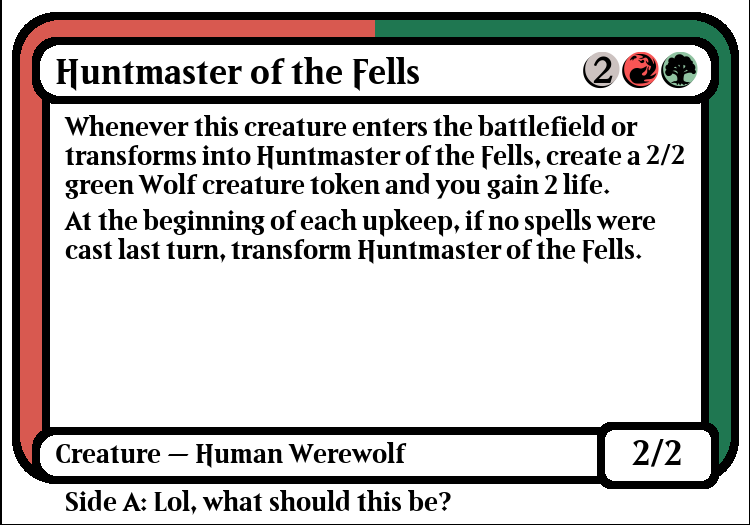 Huntmaster of the Fells 2
Whenever this creature enters the battlefield or
transforms into Huntmaster of the Fells, create a 2/2
green Wolf creature token and you gain 2 life.
At the beginning of each upkeep, if no spells were
cast last turn, transform Huntmaster of the Fells.
Creature — Human Werewolf 2/2
Side A: Lol, what should this be?